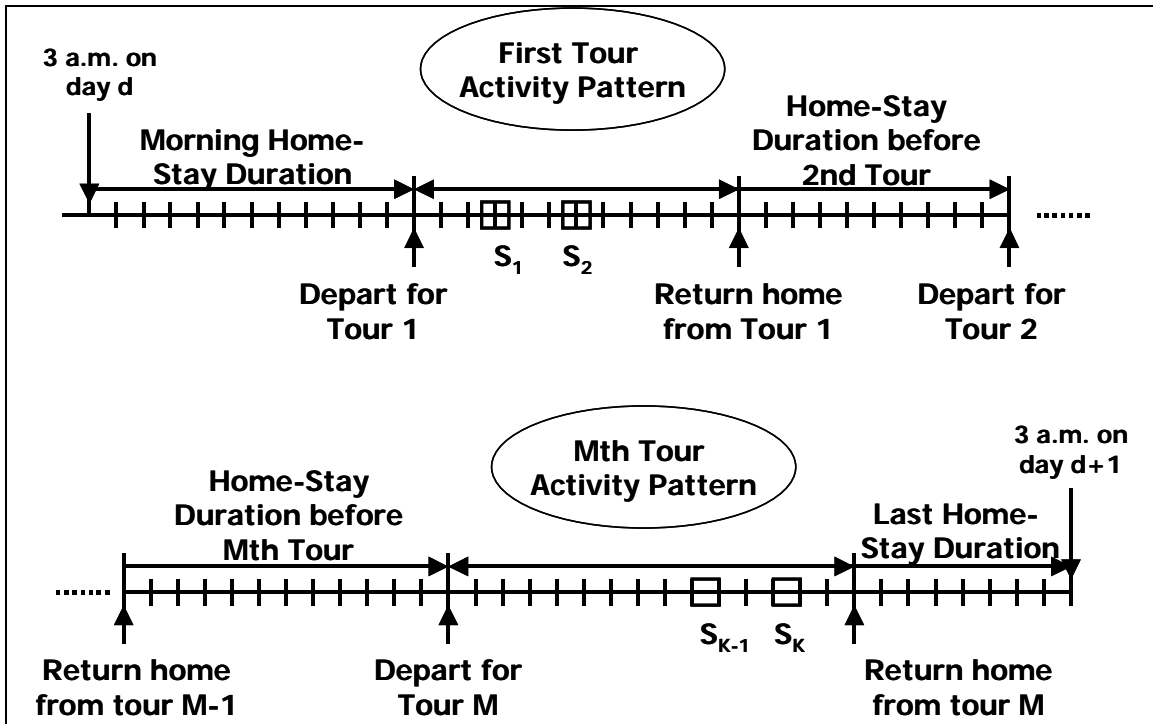 3 a.m. on
day d
First Tour
Activity Pattern
Morning Home-
Stay Duration
Home-Stay
Duration before
2nd Tour
........
S1
S2
Depart for
Tour 1
Return home
from Tour 1
Depart for
Tour 2
Mth Tour
Activity Pattern
3 a.m. on
day d+1
Home-Stay
Duration before
Mth Tour
Last Home-
Stay Duration
........
SK-1
SK
Return home
from tour M-1
Depart for
Tour M
Return home
from tour M